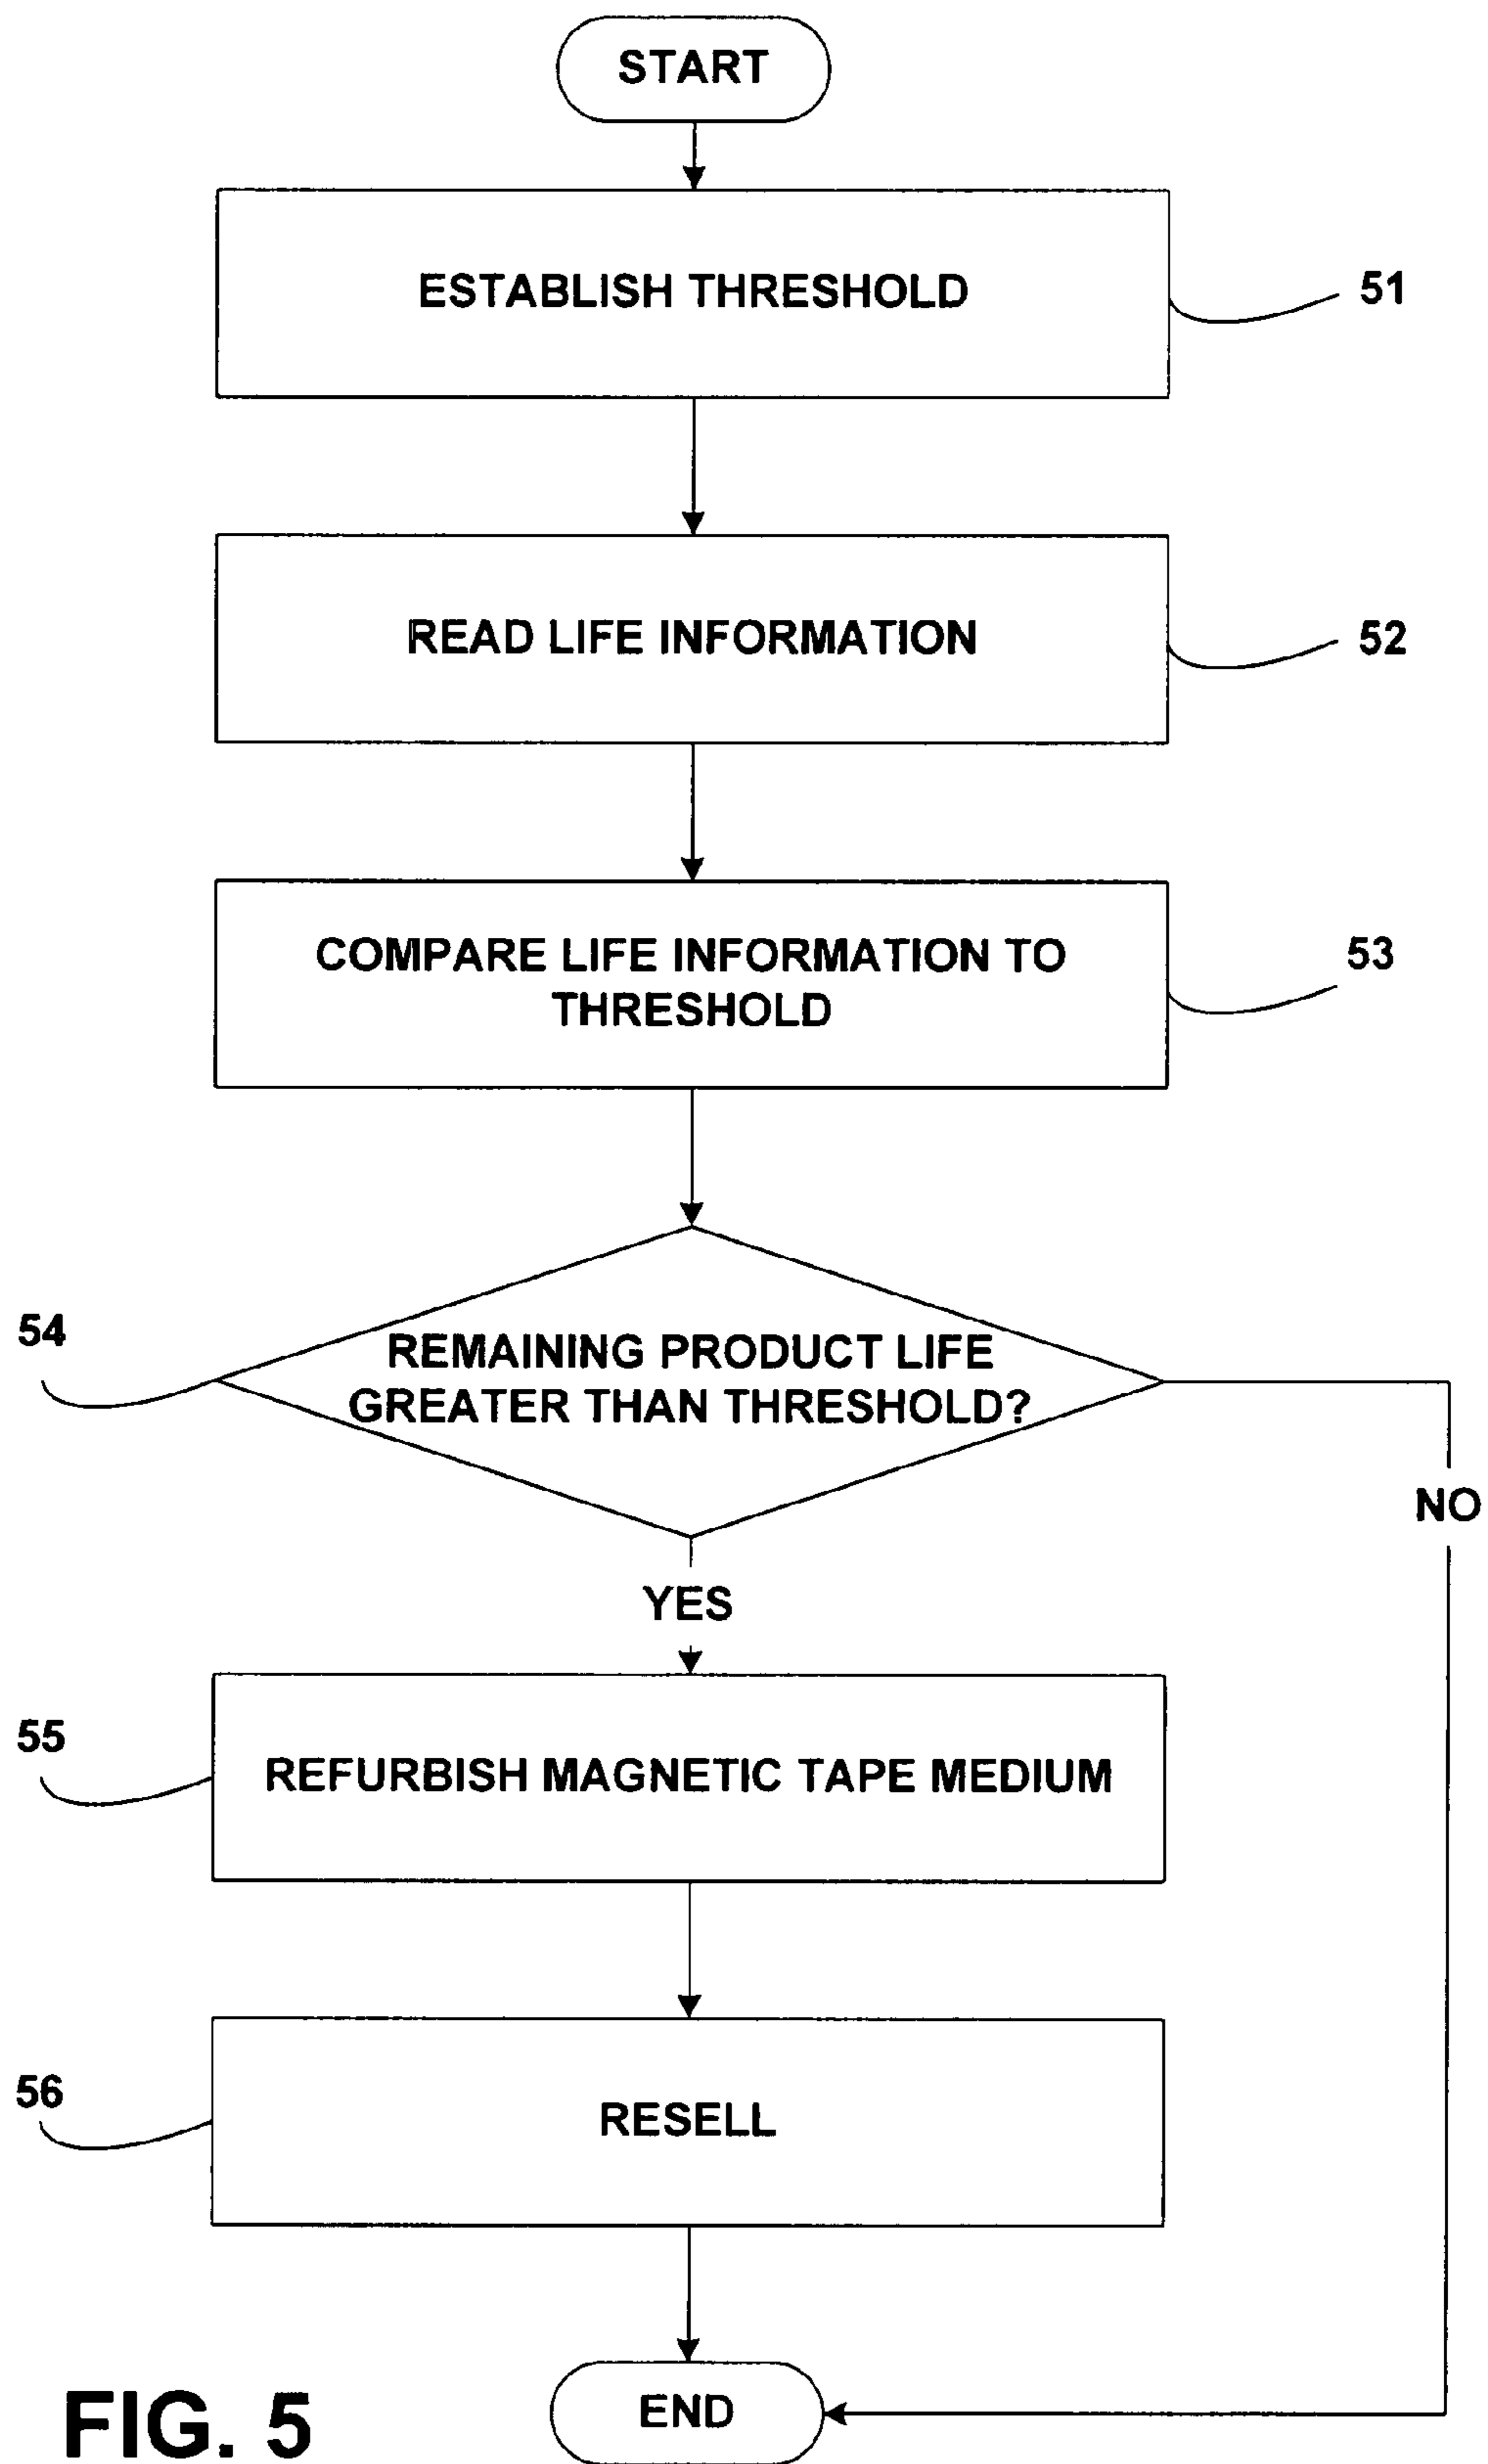 START
ESTABLISH THRESHOLD
51
READ LIFE INFORMATION
52
COMPARE LIFE INFORMATION TO
THRESHOLD
53
54
REMAINING PRODUCT LIFE
GREATER THAN THRESHOLD?
NO
YES
55
REFURBISH MAGNETIC TAPE MEDIUM
56
RESELL
END
FIG. 5